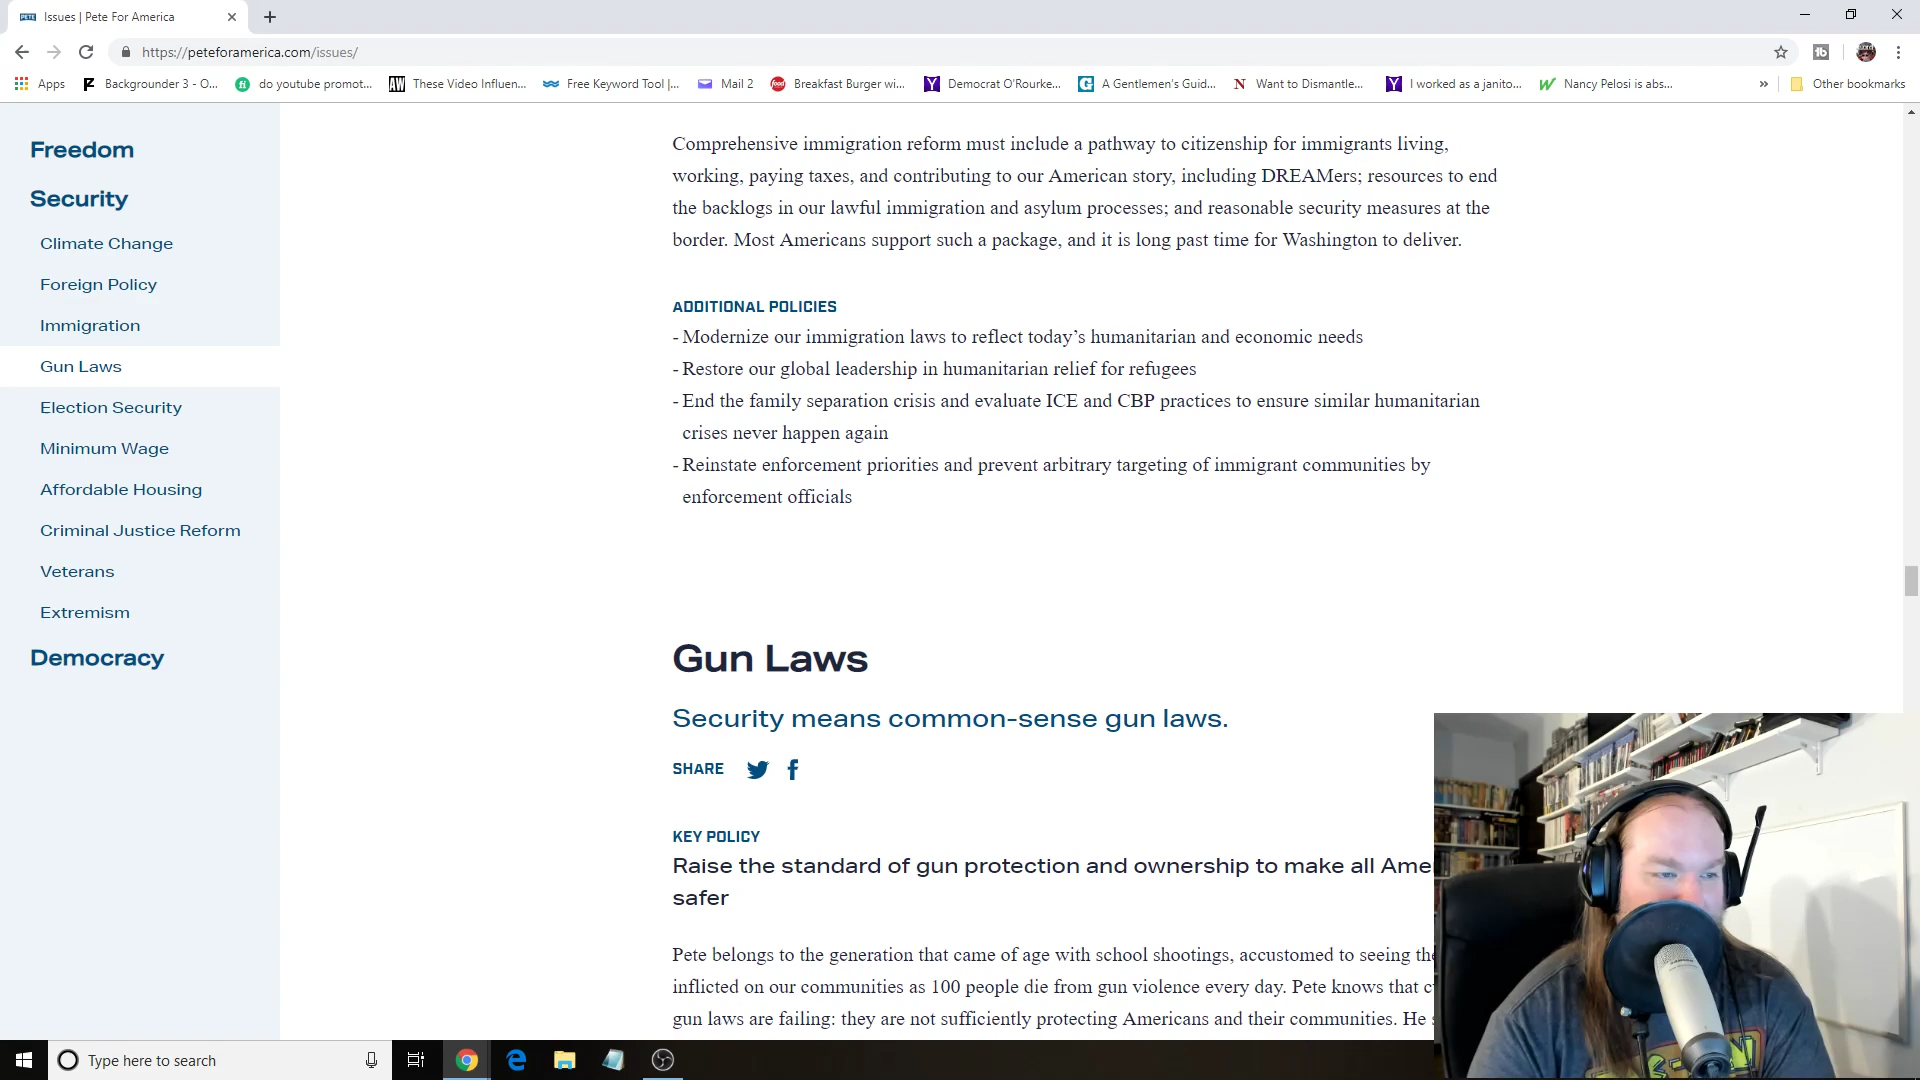 PETE Issues | Pete For America
https://peteforamerica.com/issues/
Apps Backgrounder 3 - O... do youtube promot... AW These Video Influen... Free Keyword Tool |... Mail 2 food Breakfast Burger wi... Y Democrat O'Rourke... G A Gentlemen's Guid... N Want to Dismantle... Y I worked as a janito... Nancy Pelosi is abs... » Other bookmarks
Freedom
Security
Climate Change
Foreign Policy
Immigration
Gun Laws
Election Security
Minimum Wage
Affordable Housing
Criminal Justice Reform
Veterans
Extremism
Democracy
Comprehensive immigration reform must include a pathway to citizenship for immigrants living,
working, paying taxes, and contributing to our American story, including DREAMers; resources to end
the backlogs in our lawful immigration and asylum processes; and reasonable security measures at the
border. Most Americans support such a package, and it is long past time for Washington to deliver.
ADDITIONAL POLICIES
- Modernize our immigration laws to reflect today’s humanitarian and economic needs
- Restore our global leadership in humanitarian relief for refugees
- End the family separation crisis and evaluate ICE and CBP practices to ensure similar humanitarian
crises never happen again
- Reinstate enforcement priorities and prevent arbitrary targeting of immigrant communities by
enforcement officials
Gun Laws
Security means common-sense gun laws.
SHARE
KEY POLICY
Raise the standard of gun protection and ownership to make all Ame
safer
Pete belongs to the generation that came of age with school shootings, accustomed to seeing the
inflicted on our communities as 100 people die from gun violence every day. Pete knows that c
gun laws are failing: they are not sufficiently protecting Americans and their communities. He s
Type here to search